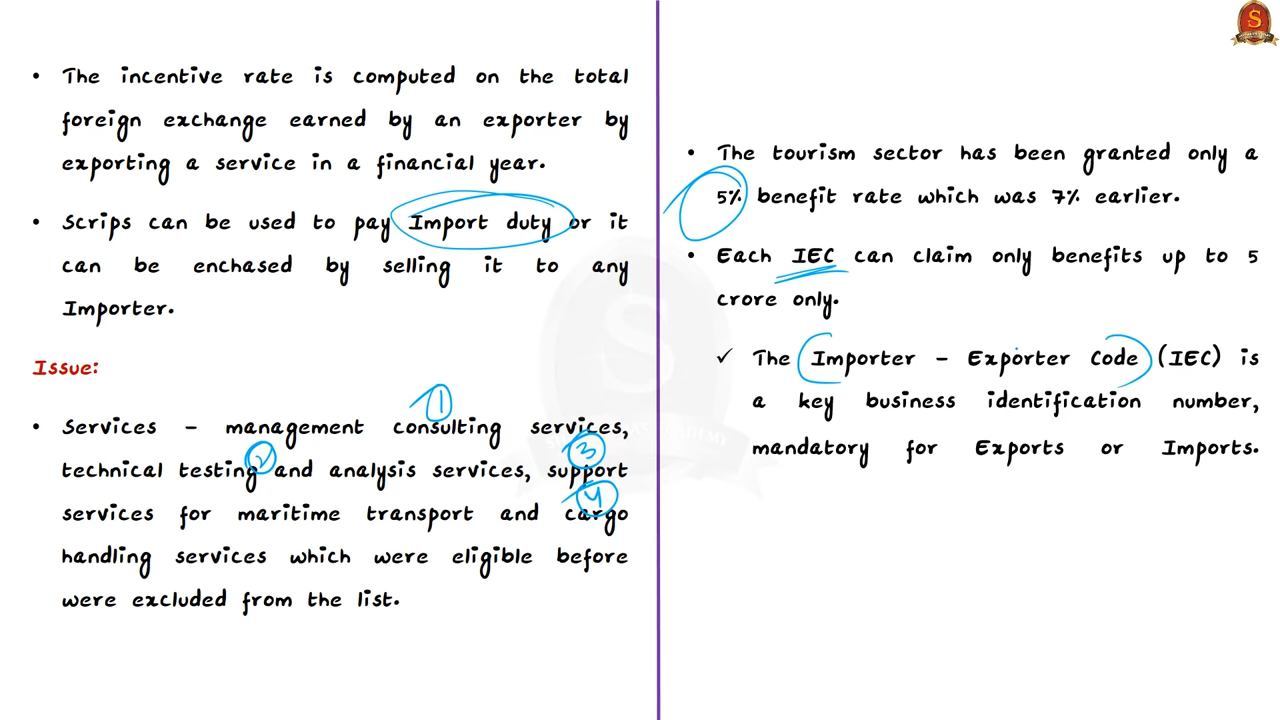 • The incentive rate is computed on the total
foreign exchange earned by an exporter by
exporting a service in a financial year.
• Scrips can be used to pay Import duty or it
can be enchased by selling it to any
Importer.
Issue:
1
• Services - management consulting services,
2 3
technical testing and analysis services, support
4
services for maritime transport and cargo
handling services which were eligible before
were excluded from the list.
• The tourism sector has been granted only a
5% benefit rate which was 7% earlier.
• Each IEC can claim only benefits up to 5
crore only.
✓ The Importer - Exporter Code (IEC) is
a key business identification number,
mandatory for Exports or Imports.
S